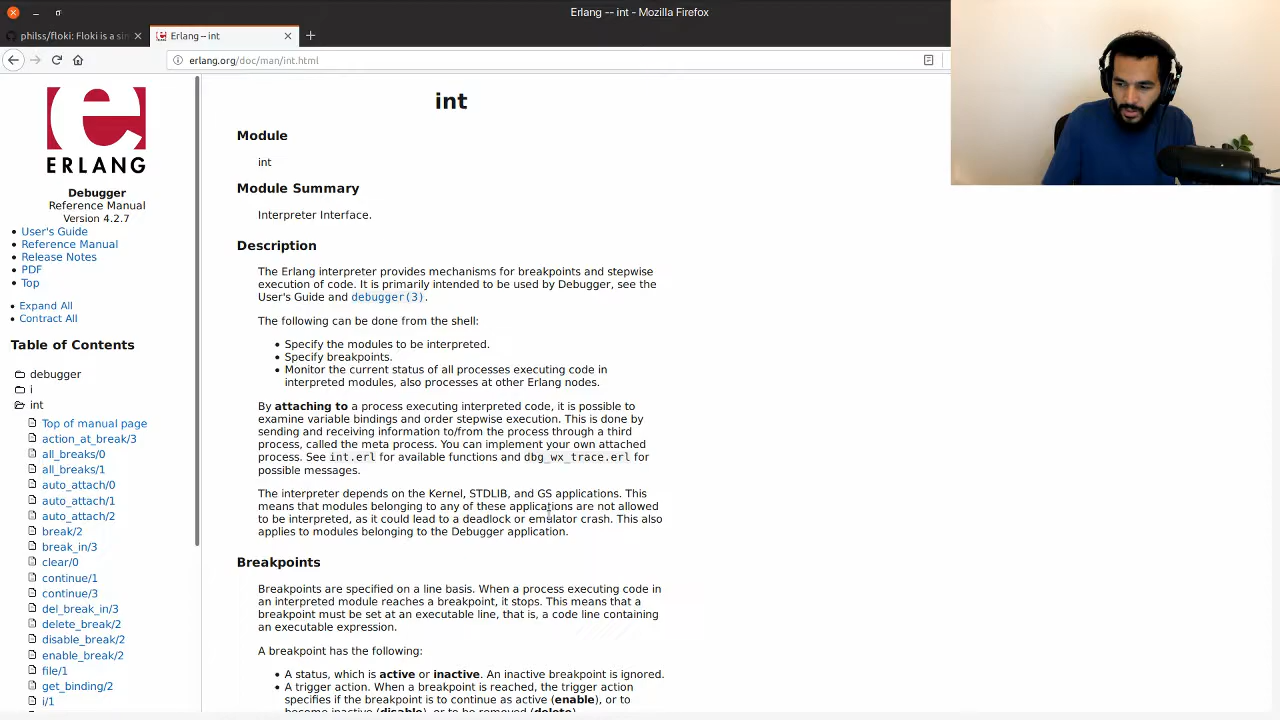 Erlang -- int - Mozilla Firefox
philss/floki: Floki is a sim
Erlang -- int
erlang.org/doc/man/int.html
ERLANG
Debugger
Reference Manual
Version 4.2.7
User's Guide
Reference Manual
Release Notes
PDF
Top
Expand All
Contract All
Table of Contents
debugger
i
int
Top of manual page
action_at_break/3
all_breaks/0
all_breaks/1
auto_attach/0
auto_attach/1
auto_attach/2
break/2
break_in/3
clear/0
continue/1
continue/3
del_break_in/3
delete_break/2
disable_break/2
enable_break/2
file/1
get_binding/2
i/1
int
Module
int
Module Summary
Interpreter Interface.
Description
The Erlang interpreter provides mechanisms for breakpoints and stepwise
execution of code. It is primarily intended to be used by Debugger, see the
User's Guide and debugger(3).
The following can be done from the shell:
Specify the modules to be interpreted.
Specify breakpoints.
Monitor the current status of all processes executing code in
interpreted modules, also processes at other Erlang nodes.
By attaching to a process executing interpreted code, it is possible to
examine variable bindings and order stepwise execution. This is done by
sending and receiving information to/from the process through a third
process, called the meta process. You can implement your own attached
process. See int.erl for available functions and dbg_wx_trace.erl for
possible messages.
The interpreter depends on the Kernel, STDLIB, and GS applications. This
means that modules belonging to any of these applications are not allowed
to be interpreted, as it could lead to a deadlock or emulator crash. This also
applies to modules belonging to the Debugger application.
Breakpoints
Breakpoints are specified on a line basis. When a process executing code in
an interpreted module reaches a breakpoint, it stops. This means that a
breakpoint must be set at an executable line, that is, a code line containing
an executable expression.
A breakpoint has the following:
A status, which is active or inactive. An inactive breakpoint is ignored.
A trigger action. When a breakpoint is reached, the trigger action
specifies if the breakpoint is to continue as active (enable), or to
become inactive (disable), or to be removed (delete).